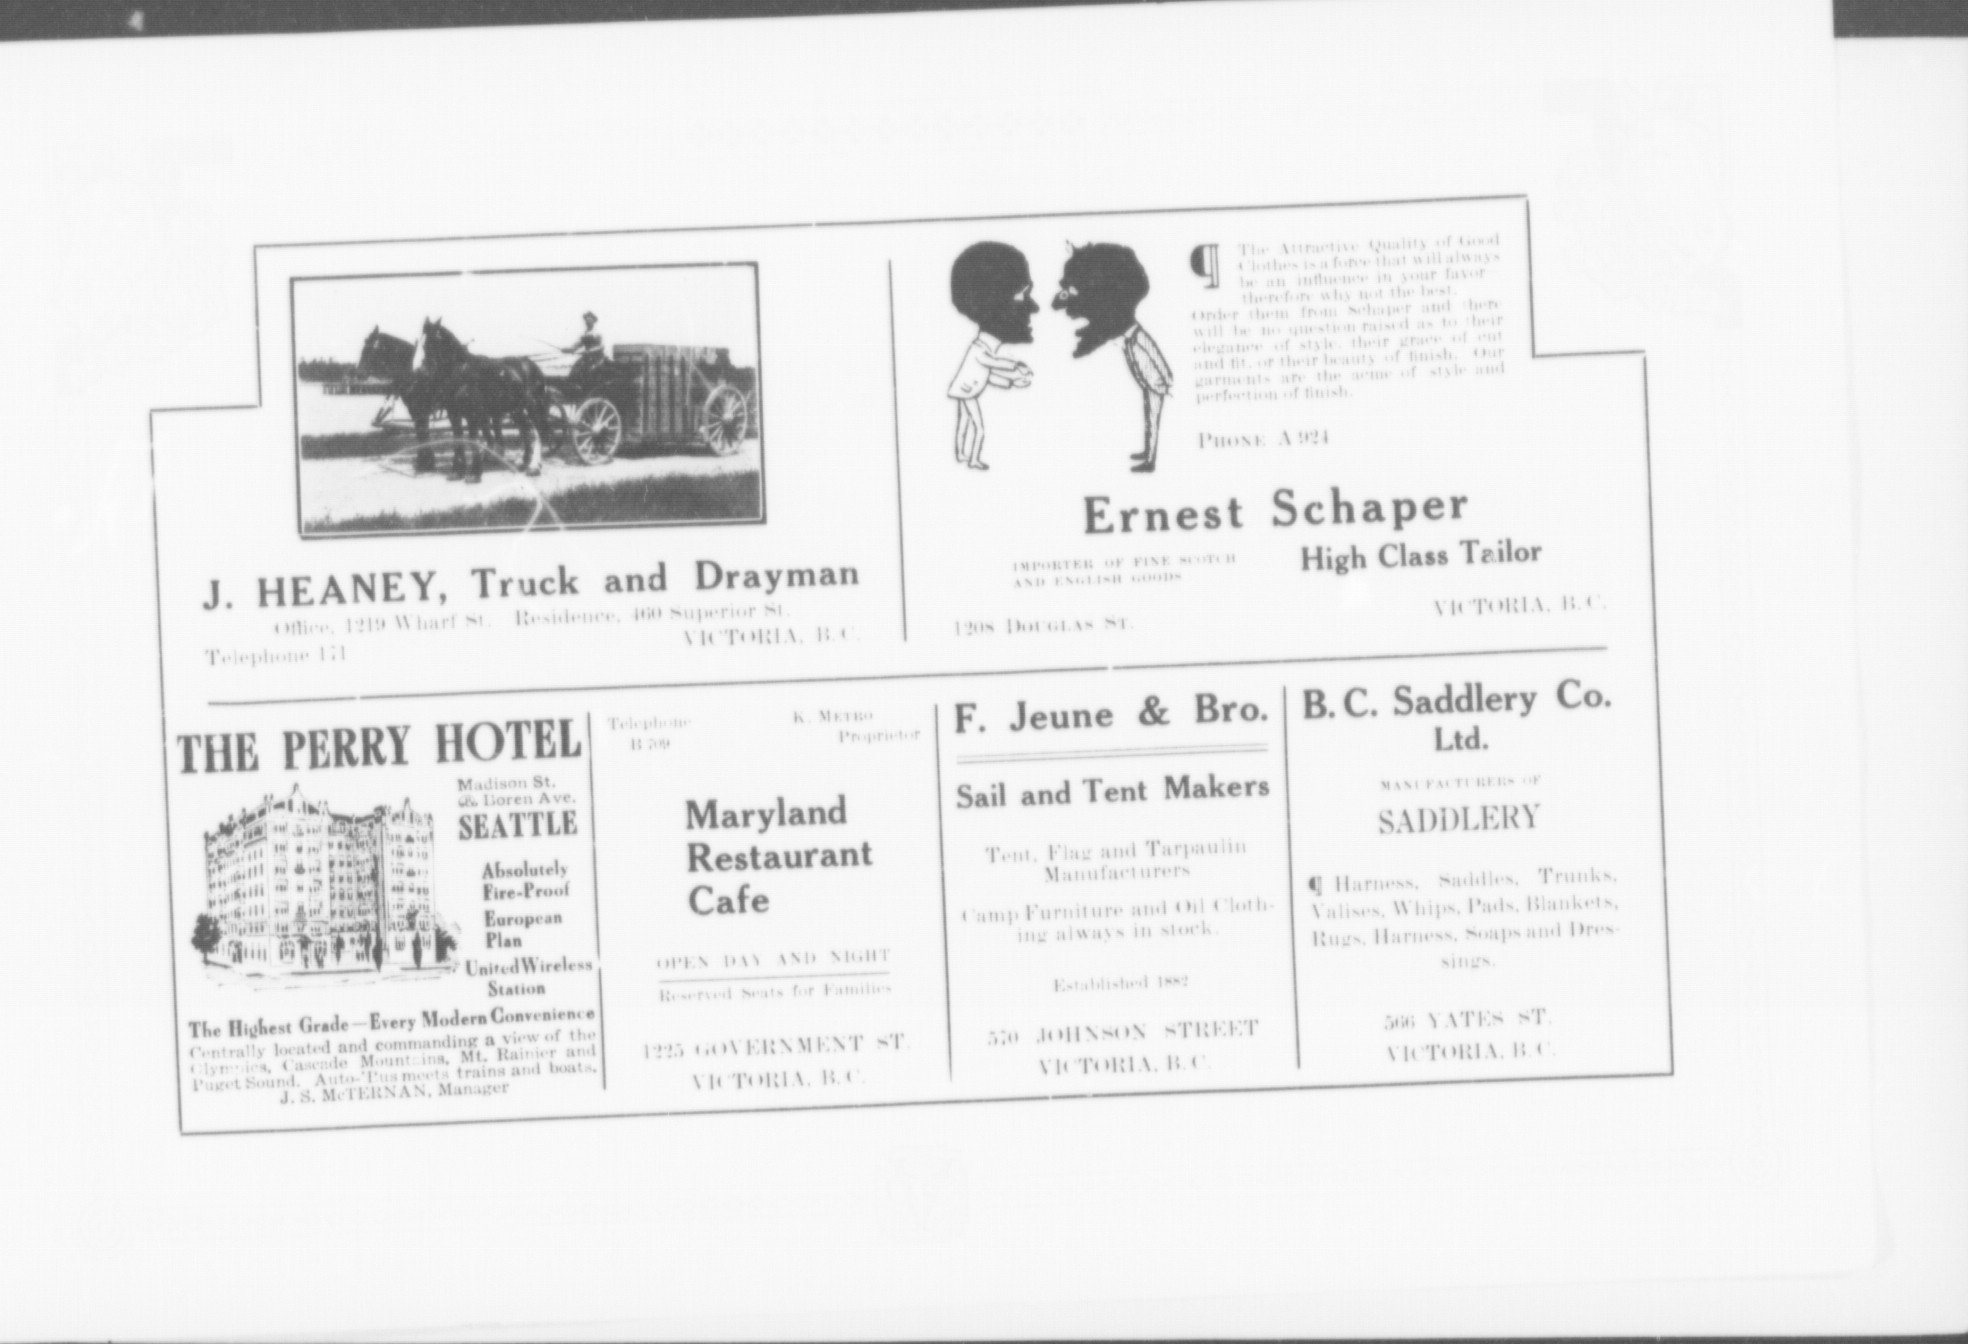 J. HEANEY, Truck and Drayman
Office, 1219 Wharf St. Residence, 460 Superior St.
VICTORIA, B. C.
Telephone 171
¶ The Attractive Quality of Good
Clothes is a force that will always
be an influence in your favor
therefore why not the best.
Order them from Schaper and there
will be no question raised as to their
elegance of style, their grace of cut
and fit, or their beauty of finish. Our
garments are the acme of style and
perfection of finish.
PHONE A 924
Ernest Schaper
IMPORTER OF FINE SCOTCH
AND ENGLISH GOODS
High Class Tailor
VICTORIA, B. C.
1208 DOUGLAS ST.
THE PERRY HOTEL
Madison St.
& Boren Ave.
SEATTLE
Absolutely
Fire-Proof
European
Plan
United Wireless
Station
The Highest Grade—Every Modern Convenience
Centrally located and commanding a view of the
Olympics, Cascade Mountains, Mt. Rainier and
Puget Sound. Auto-'Bus meets trains and boats.
J. S. McTERNAN, Manager
Telephone
B 709
K. METRO
Proprietor
Maryland
Restaurant
Cafe
OPEN DAY AND NIGHT
Reserved Seats for Families
1225 GOVERNMENT ST.
VICTORIA, B. C.
F. Jeune & Bro.
Sail and Tent Makers
Tent, Flag and Tarpaulin
Manufacturers
Camp Furniture and Oil Cloth-
ing always in stock.
Established 1882
570 JOHNSON STREET
VICTORIA, B. C.
B. C. Saddlery Co.
Ltd.
MANUFACTURERS OF
SADDLERY
¶ Harness, Saddles, Trunks,
Valises, Whips, Pads, Blankets,
Rugs, Harness, Soaps and Dres-
sings.
566 YATES ST.
VICTORIA, B. C.